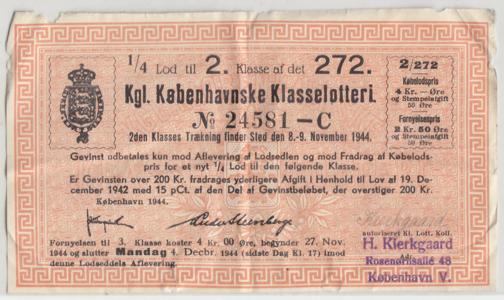 1/4 Lod til 2. Klasse af det 272.
2/272
Kgl. Københavnske Klasselotteri.
№ 24581-C
2den Klasses Trækning finder Sted den 8.-9. November 1944.
Købelodspris
4 Kr. - Øre
og Stempelafgift
50 Øre
Fornyelsespris
2 Kr. 50 Øre
og Stempelafgift
50 Øre
Gevinst udbetales kun mod Aflevering af Lodsedlen og mod Fradrag af Købelods-
pris for et nyt 1/4 Lod til den følgende Klasse.
Er Gevinsten over 200 Kr. fradrages yderligere Afgift i Henhold til Lov af 19. De-
cember 1942 med 15 pCt. af den Del af Gevinstbeløbet, der overstiger 200 Kr.
København 1944.
Fornyelsen til 3. Klasse koster 4 Kr. 00 Øre, begynder 27. Nov.
1944 og slutter Mandag 4. Decbr. 1944 (sidste Dag Kl. 17) imod
denne Lodseddels Aflevering.
Kierkegaard
autoriseret Kgl. Lott. Koll.
H. Kierkgaard
Rosenørnsallé 48
København V.